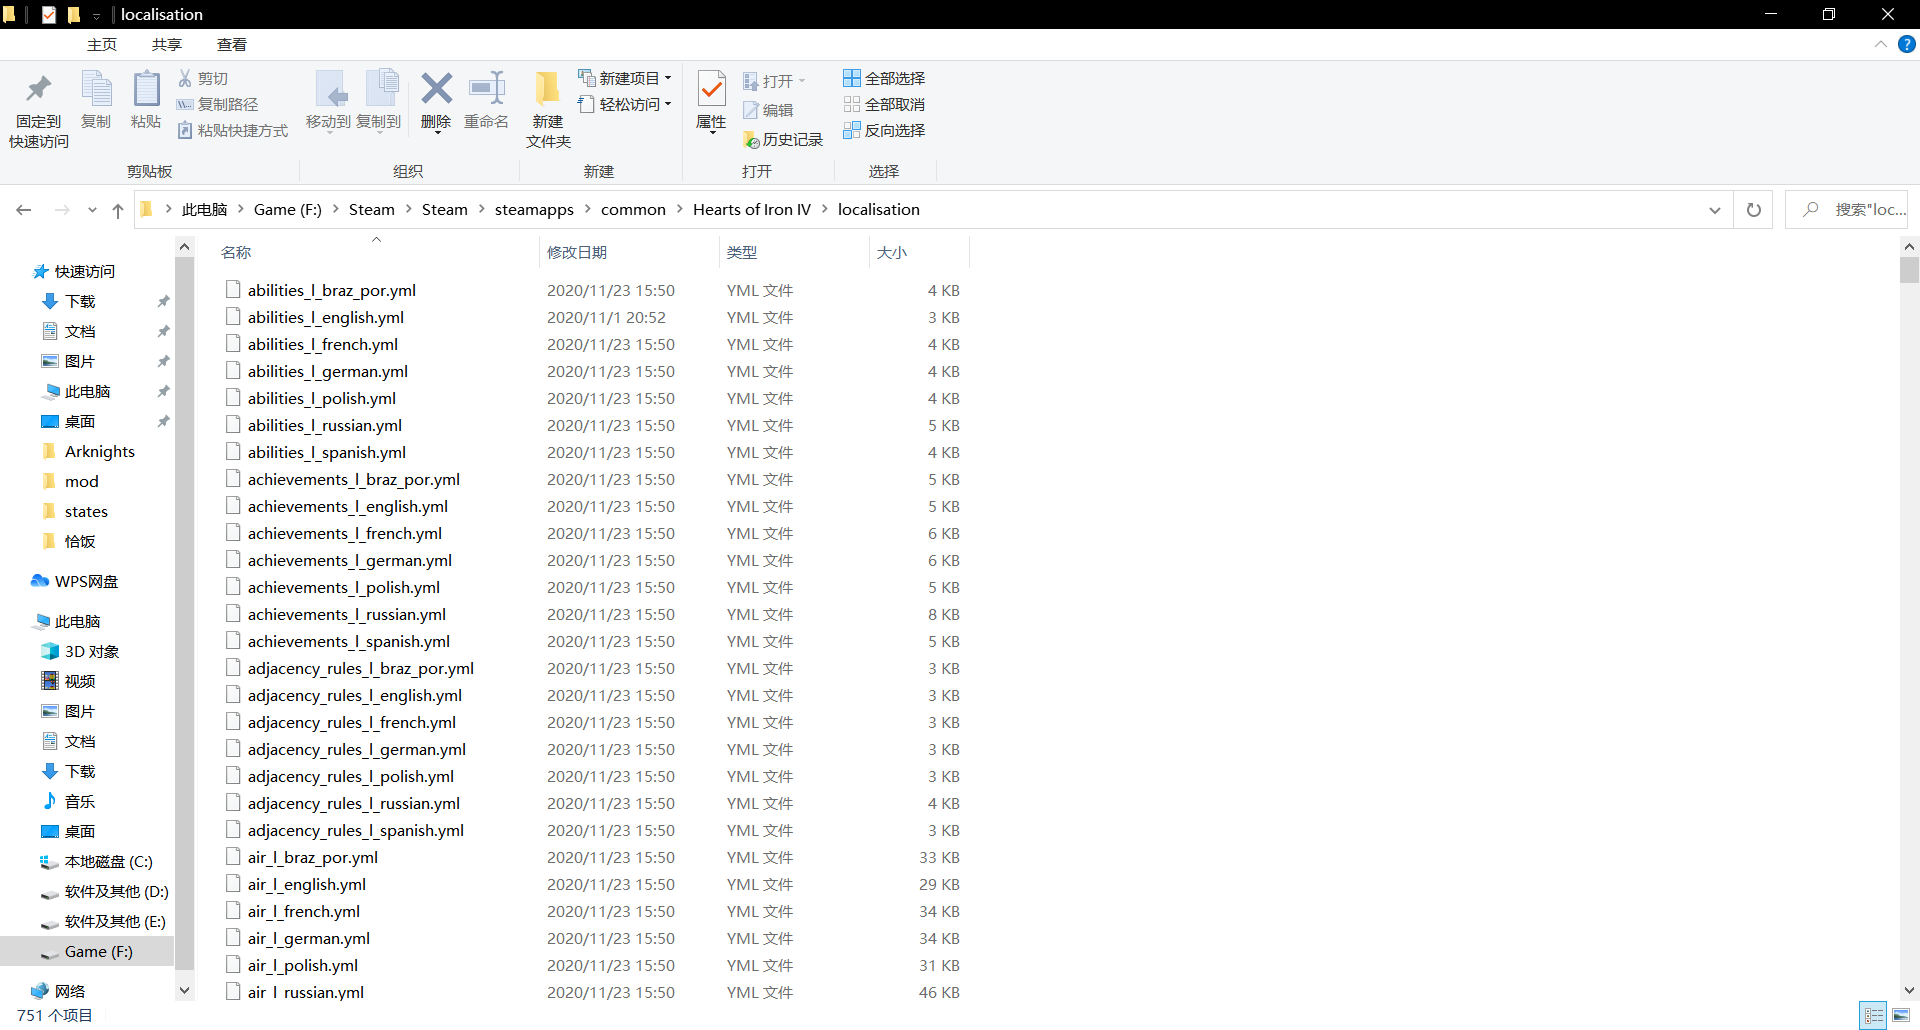 localisation
主页 共享 查看
固定到
快速访问
复制
粘贴
剪切
复制路径
粘贴快捷方式
剪贴板
移动到
复制到
删除
重命名
组织
新建
文件夹
新建项目
轻松访问
新建
属性
打开
编辑
历史记录
打开
全部选择
全部取消
反向选择
选择
此电脑 > Game (F:) > Steam > Steam > steamapps > common > Hearts of Iron IV > localisation
搜索"loc...
快速访问
下载
文档
图片
此电脑
桌面
Arknights
mod
states
恰饭
WPS网盘
此电脑
3D 对象
视频
图片
文档
下载
音乐
桌面
本地磁盘 (C:)
软件及其他 (D:)
软件及其他 (E:)
Game (F:)
网络
名称 修改日期 类型 大小
abilities_l_braz_por.yml 2020/11/23 15:50 YML 文件 4 KB
abilities_l_english.yml 2020/11/1 20:52 YML 文件 3 KB
abilities_l_french.yml 2020/11/23 15:50 YML 文件 4 KB
abilities_l_german.yml 2020/11/23 15:50 YML 文件 4 KB
abilities_l_polish.yml 2020/11/23 15:50 YML 文件 4 KB
abilities_l_russian.yml 2020/11/23 15:50 YML 文件 5 KB
abilities_l_spanish.yml 2020/11/23 15:50 YML 文件 4 KB
achievements_l_braz_por.yml 2020/11/23 15:50 YML 文件 5 KB
achievements_l_english.yml 2020/11/23 15:50 YML 文件 5 KB
achievements_l_french.yml 2020/11/23 15:50 YML 文件 6 KB
achievements_l_german.yml 2020/11/23 15:50 YML 文件 6 KB
achievements_l_polish.yml 2020/11/23 15:50 YML 文件 5 KB
achievements_l_russian.yml 2020/11/23 15:50 YML 文件 8 KB
achievements_l_spanish.yml 2020/11/23 15:50 YML 文件 5 KB
adjacency_rules_l_braz_por.yml 2020/11/23 15:50 YML 文件 3 KB
adjacency_rules_l_english.yml 2020/11/23 15:50 YML 文件 3 KB
adjacency_rules_l_french.yml 2020/11/23 15:50 YML 文件 3 KB
adjacency_rules_l_german.yml 2020/11/23 15:50 YML 文件 3 KB
adjacency_rules_l_polish.yml 2020/11/23 15:50 YML 文件 3 KB
adjacency_rules_l_russian.yml 2020/11/23 15:50 YML 文件 4 KB
adjacency_rules_l_spanish.yml 2020/11/23 15:50 YML 文件 3 KB
air_l_braz_por.yml 2020/11/23 15:50 YML 文件 33 KB
air_l_english.yml 2020/11/23 15:50 YML 文件 29 KB
air_l_french.yml 2020/11/23 15:50 YML 文件 34 KB
air_l_german.yml 2020/11/23 15:50 YML 文件 34 KB
air_l_polish.yml 2020/11/23 15:50 YML 文件 31 KB
air_l_russian.yml 2020/11/23 15:50 YML 文件 46 KB
751 个项目